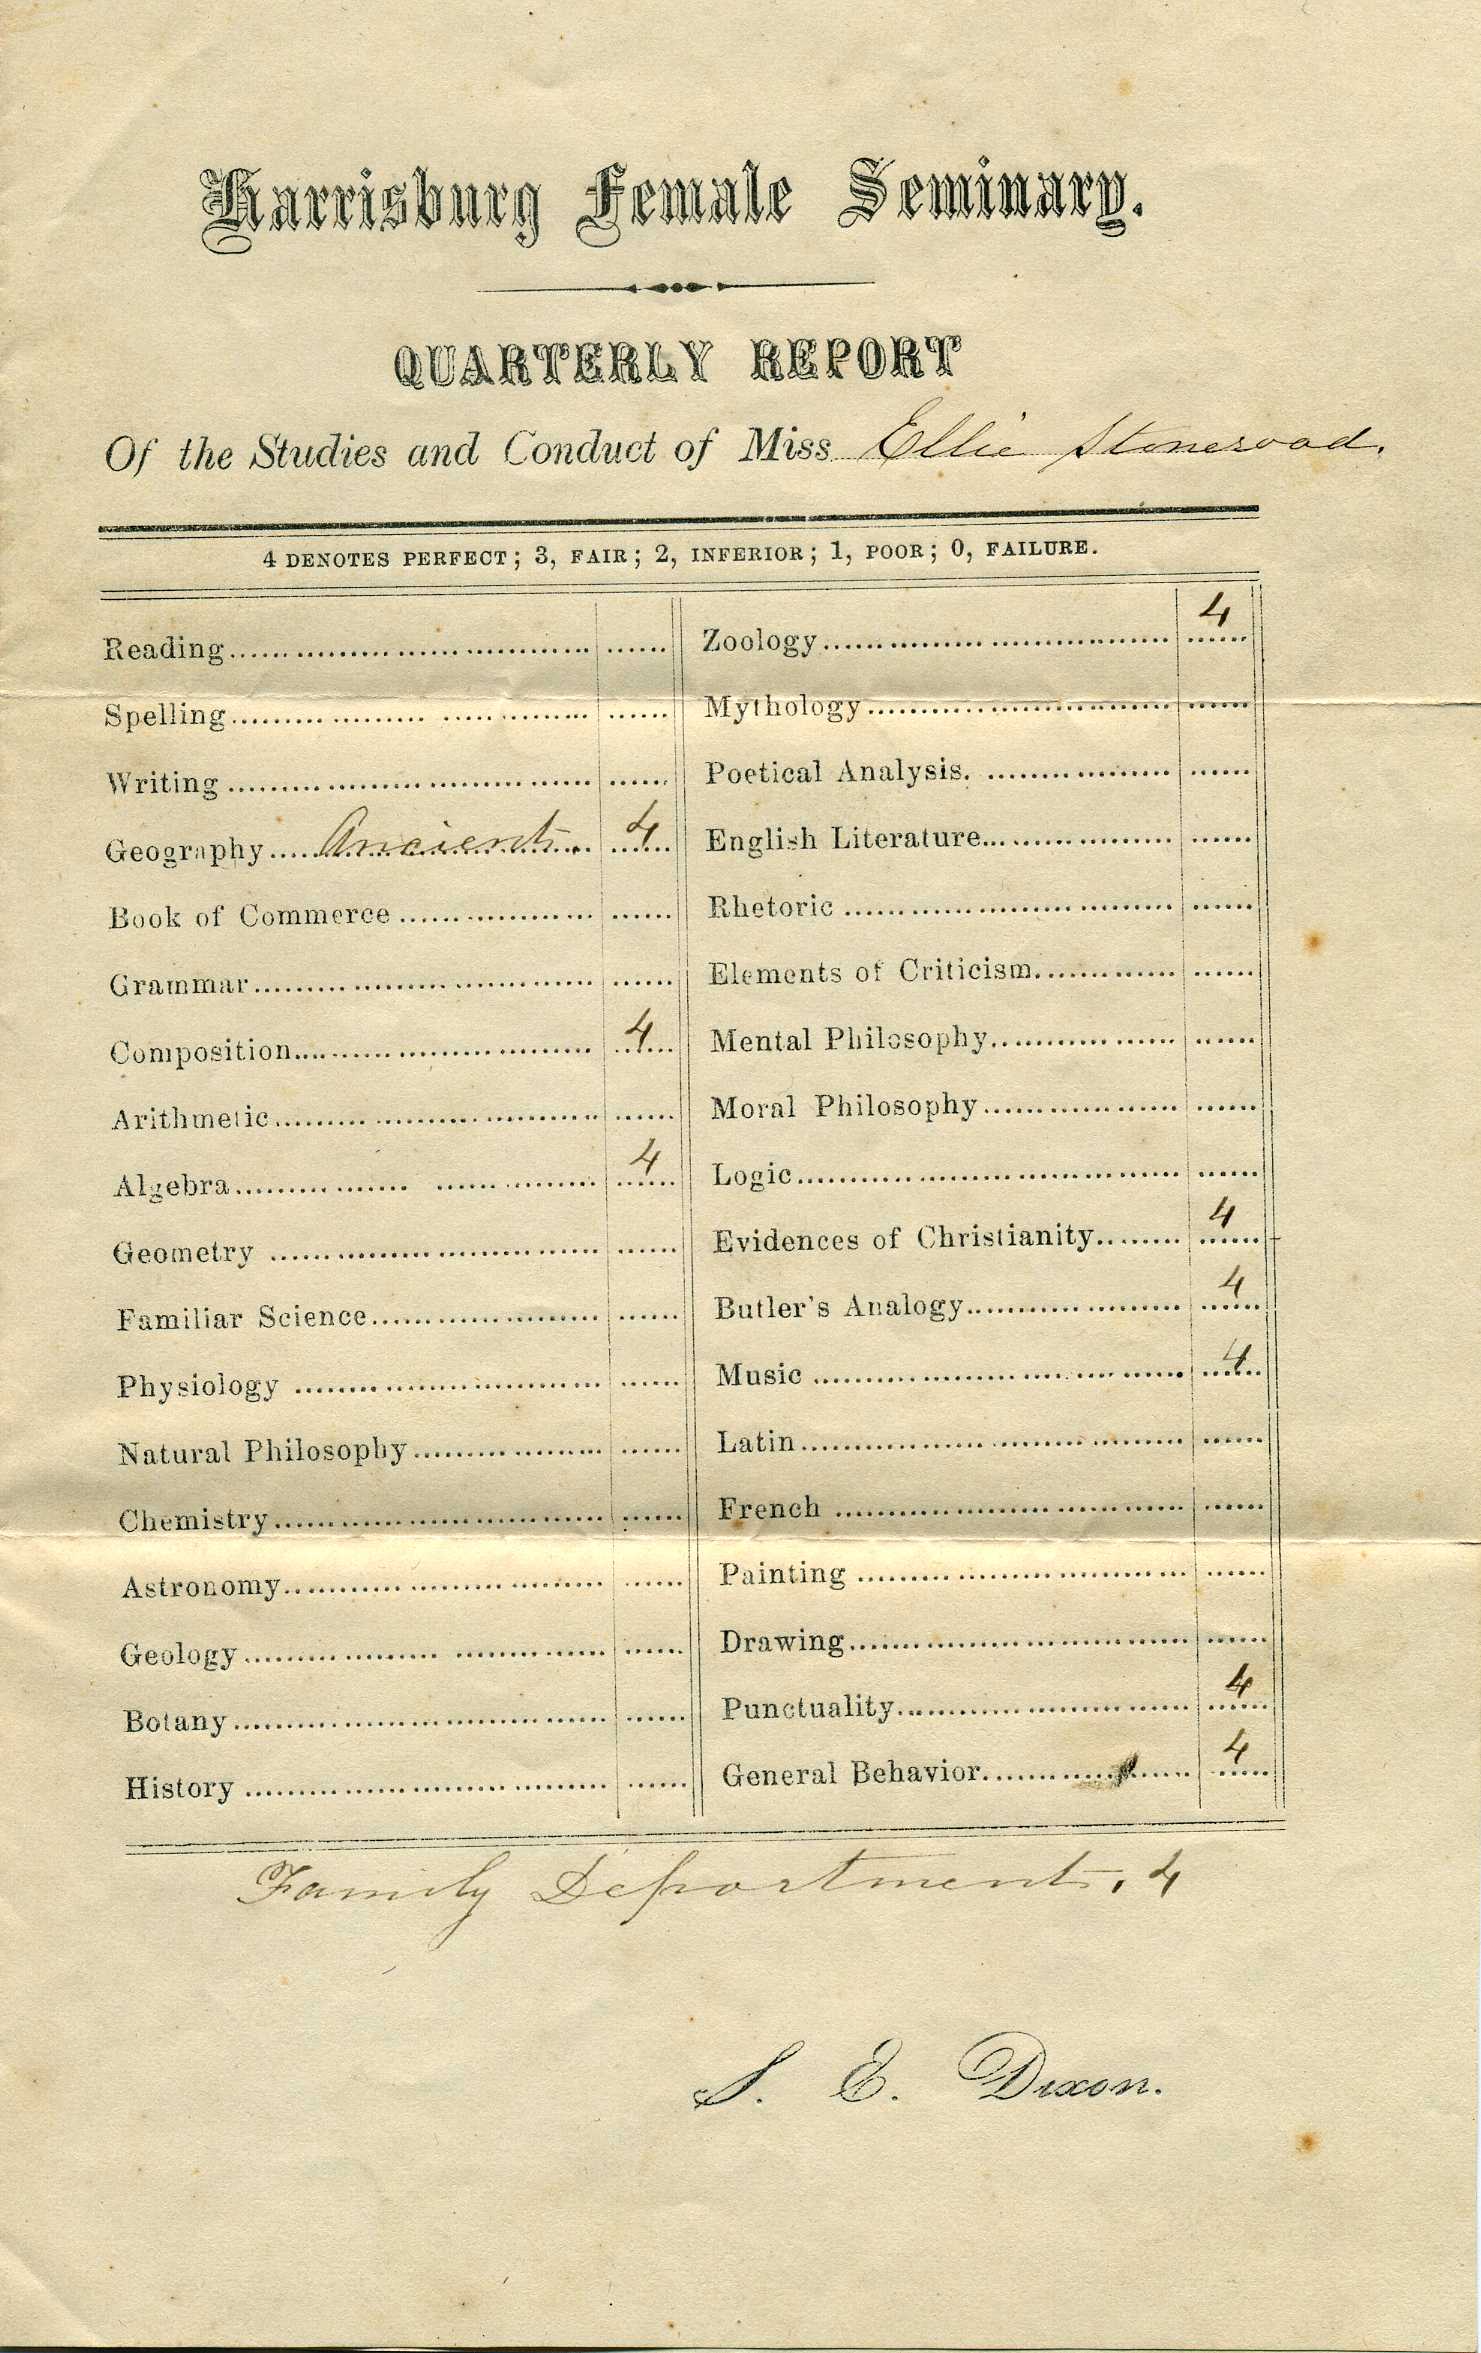 Harrisburg Female Seminary.
QUARTERLY REPORT
Of the Studies and Conduct of Miss Ellie Stoneroad.
4 DENOTES PERFECT; 3, FAIR; 2, INFERIOR; 1, POOR; 0, FAILURE.
Reading
Spelling
Writing
Geography Ancient. 4
Book of Commerce
Grammar
Composition 4
Arithmetic
Algebra 4
Geometry
Familiar Science
Physiology
Natural Philosophy
Chemistry
Astronomy
Geology
Botany
History
Zoology 4
Mythology
Poetical Analysis.
English Literature
Rhetoric
Elements of Criticism
Mental Philosophy
Moral Philosophy
Logic
Evidences of Christianity 4
Butler's Analogy 4
Music 4
Latin
French
Painting
Drawing
Punctuality 4
General Behavior 4
Family Department, 4
S. E. Dixon.